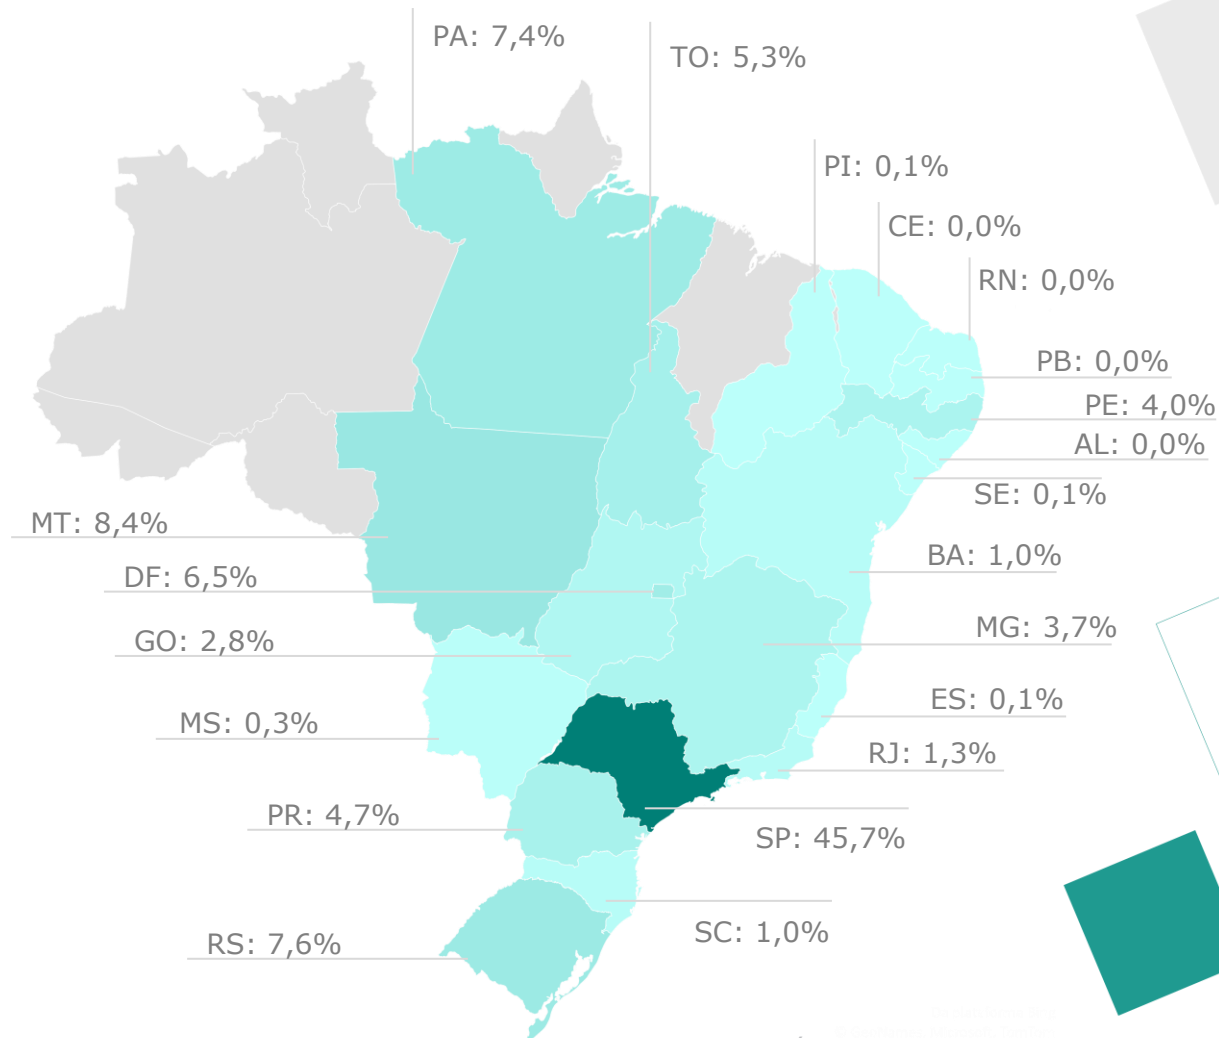 PA: 7,4%
TO: 5,3%
PI: 0,1%
CE: 0,0%
RN: 0,0%
PB: 0,0%
PE: 4,0%
AL: 0,0%
SE: 0,1%
MT: 8,4%
BA: 1,0%
DF: 6,5%
MG: 3,7%
GO: 2,8%
ES: 0,1%
MS: 0,3%
RJ: 1,3%
PR: 4,7%
SP: 45,7%
SC: 1,0%
RS: 7,6%